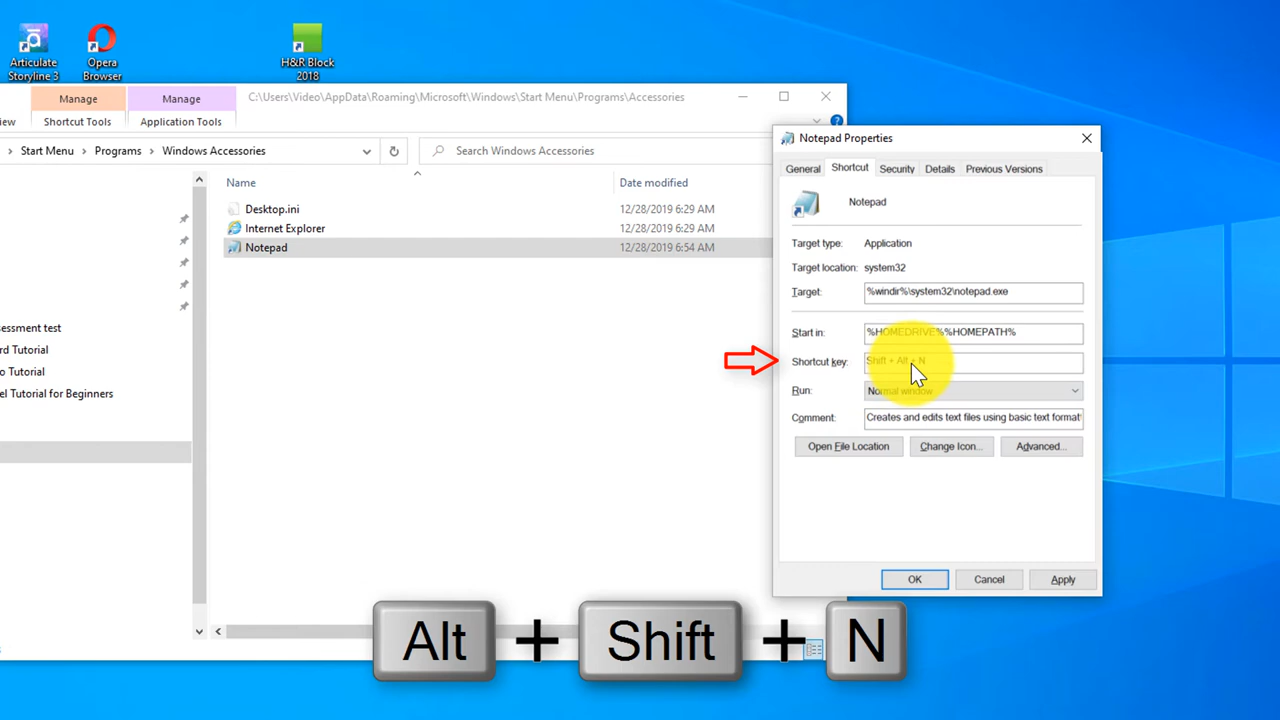 Articulate
Storyline 3
Opera
Browser
H&R Block
2018
Manage
Manage
C:\Users\Video\AppData\Roaming\Microsoft\Windows\Start Menu\Programs\Accessories
iew
Shortcut Tools
Application Tools
Start Menu
Programs
Windows Accessories
Search Windows Accessories
Name
Date modified
Desktop.ini
12/28/2019 6:29 AM
Internet Explorer
12/28/2019 6:29 AM
Notepad
12/28/2019 6:54 AM
sessment test
rd Tutorial
o Tutorial
el Tutorial for Beginners
Notepad Properties
General
Shortcut
Security
Details
Previous Versions
Notepad
Target type: Application
Target location: system32
Target: %windir%\system32\notepad.exe
Start in: %HOMEDRIVE%%HOMEPATH%
Shortcut key: Shift + Alt + N
Run: Normal window
Comment: Creates and edits text files using basic text format
Open File Location
Change Icon...
Advanced...
OK
Cancel
Apply
Alt + Shift + N